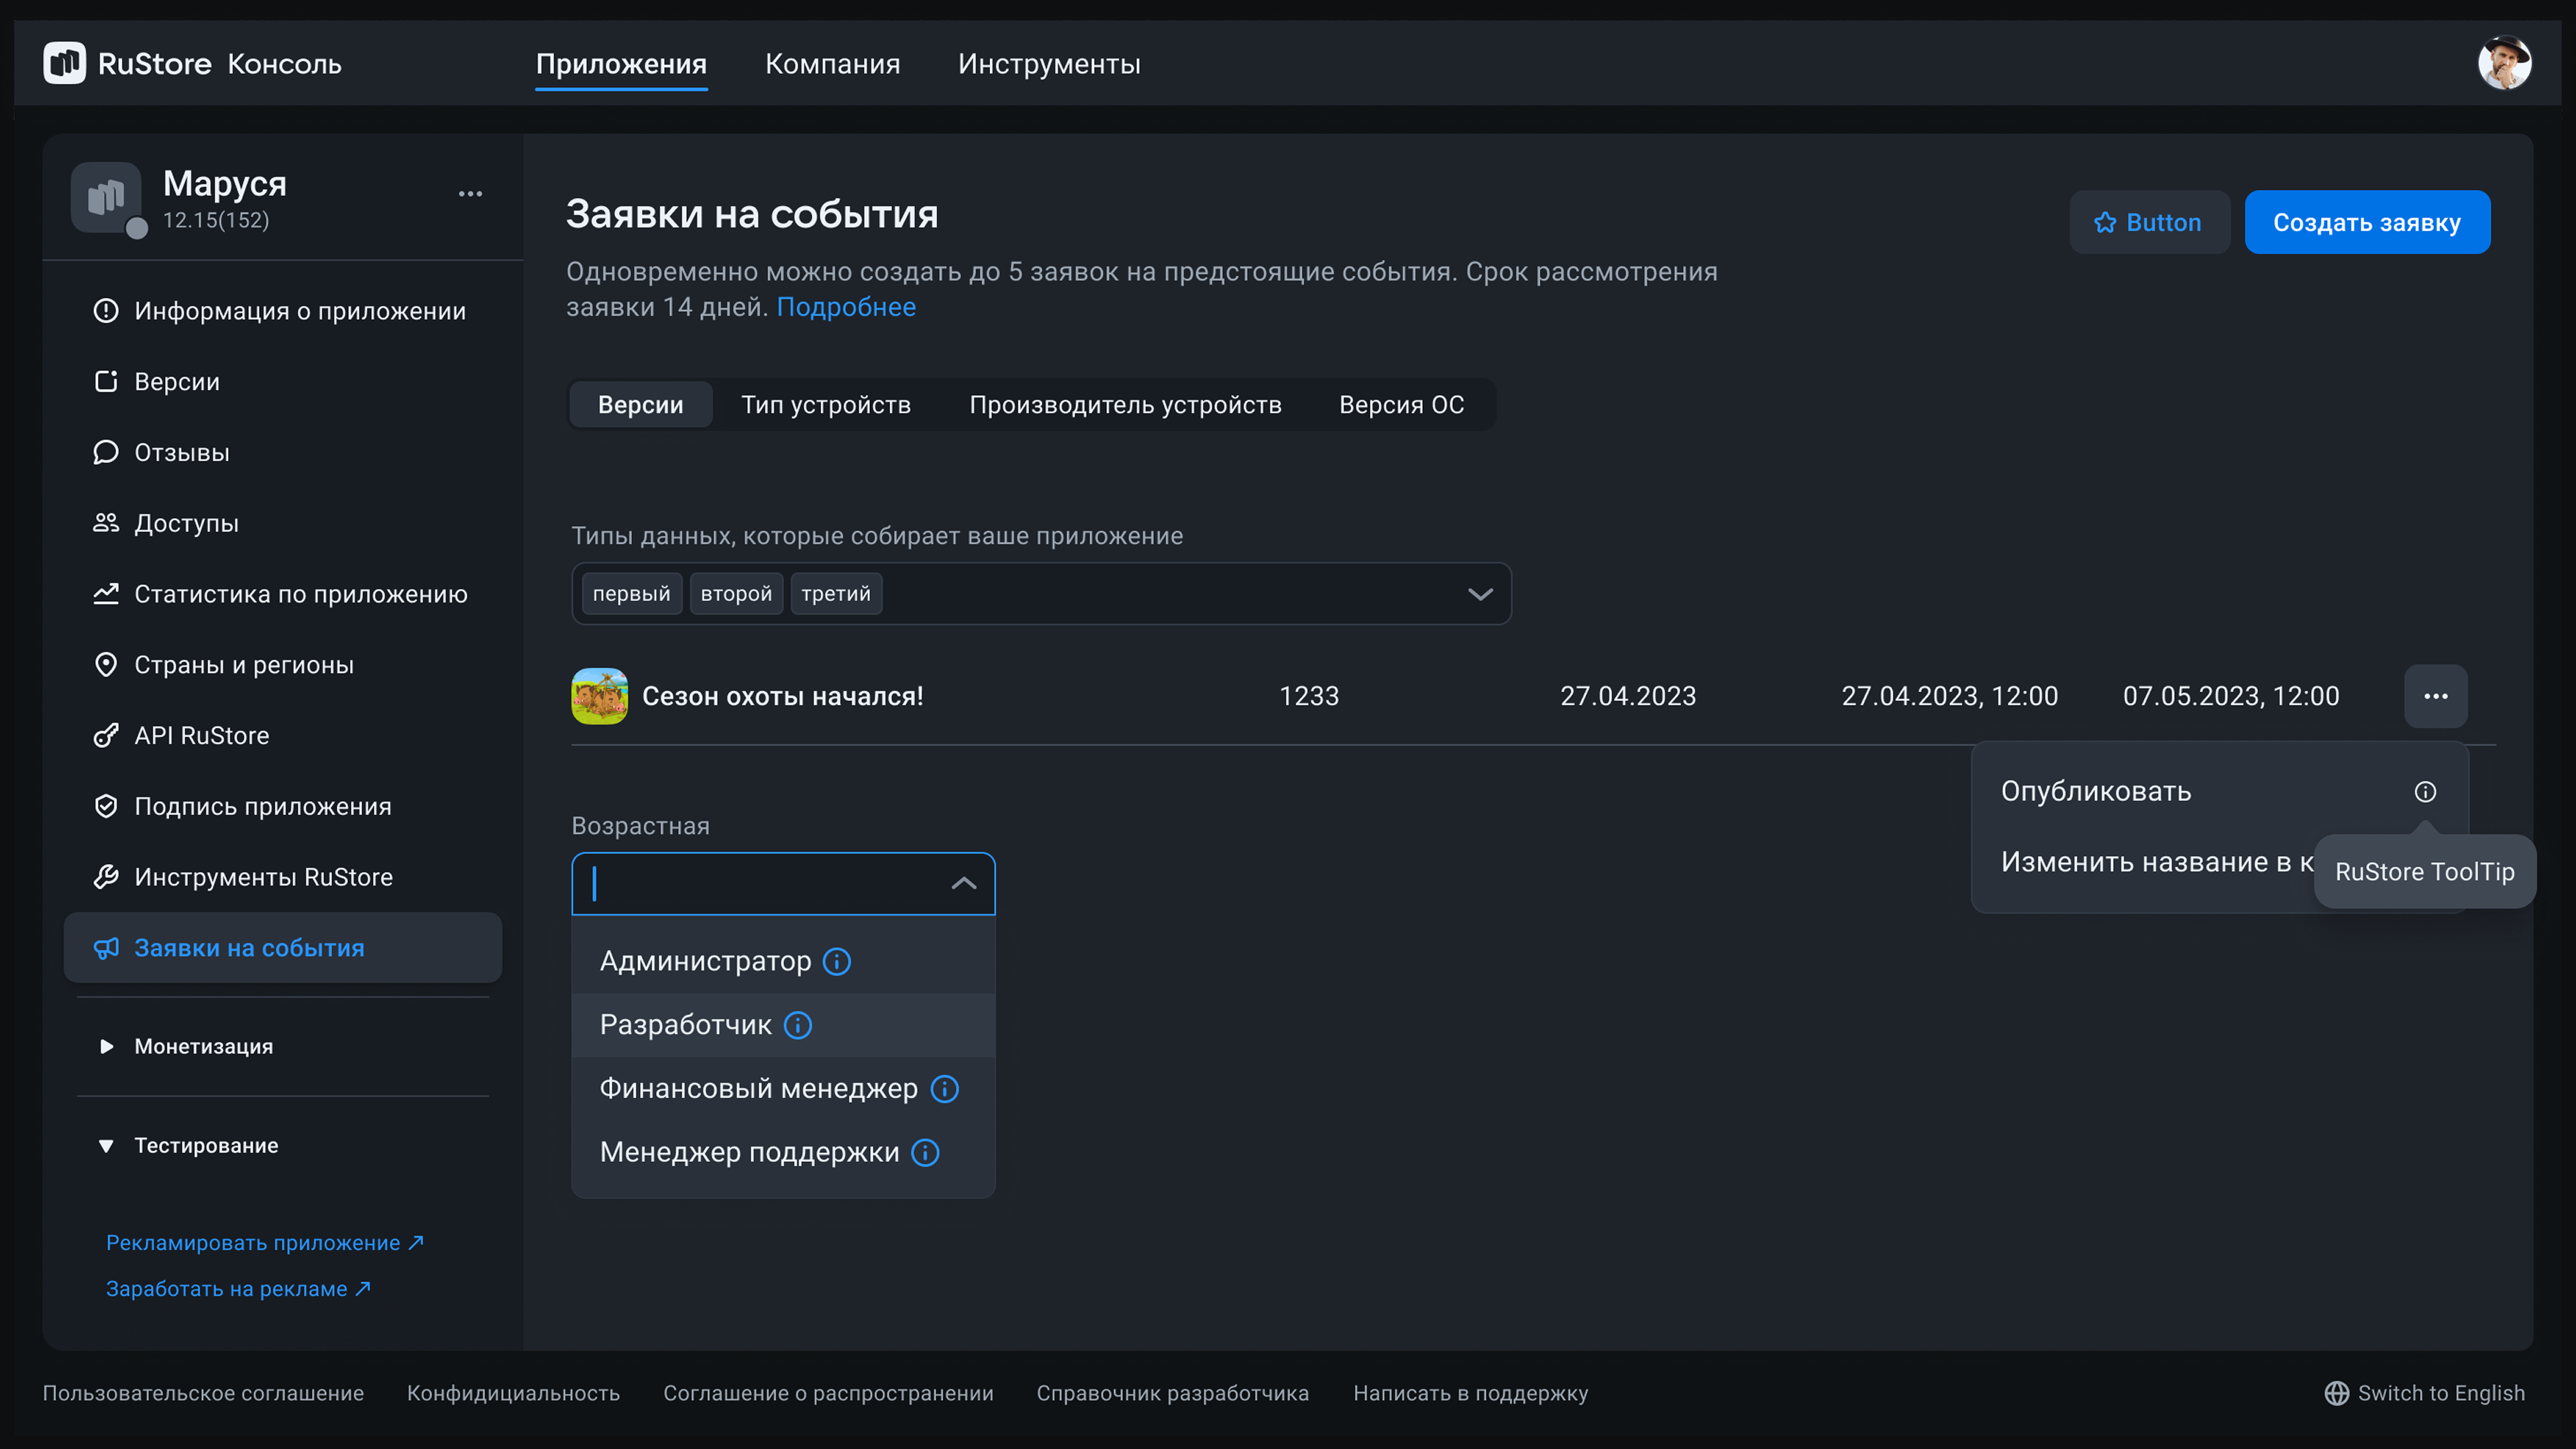 RuStore Консоль
Приложения
Компания
Инструменты
Маруся
12.15(152)
Информация о приложении
Версии
Отзывы
Доступы
Статистика по приложению
Страны и регионы
API RuStore
Подпись приложения
Инструменты RuStore
Заявки на события
Монетизация
Тестирование
Рекламировать приложение
Заработать на рекламе
Заявки на события
Button
Создать заявку
Одновременно можно создать до 5 заявок на предстоящие события. Срок рассмотрения
заявки 14 дней. Подробнее
Версии
Тип устройств
Производитель устройств
Версия ОС
Типы данных, которые собирает ваше приложение
первый
второй
третий
Сезон охоты начался!
1233
27.04.2023
27.04.2023, 12:00
07.05.2023, 12:00
Опубликовать
Изменить название в к
RuStore ToolTip
Возрастная
Администратор
Разработчик
Финансовый менеджер
Менеджер поддержки
Пользовательское соглашение
Конфидициальность
Соглашение о распространении
Справочник разработчика
Написать в поддержку
Switch to English